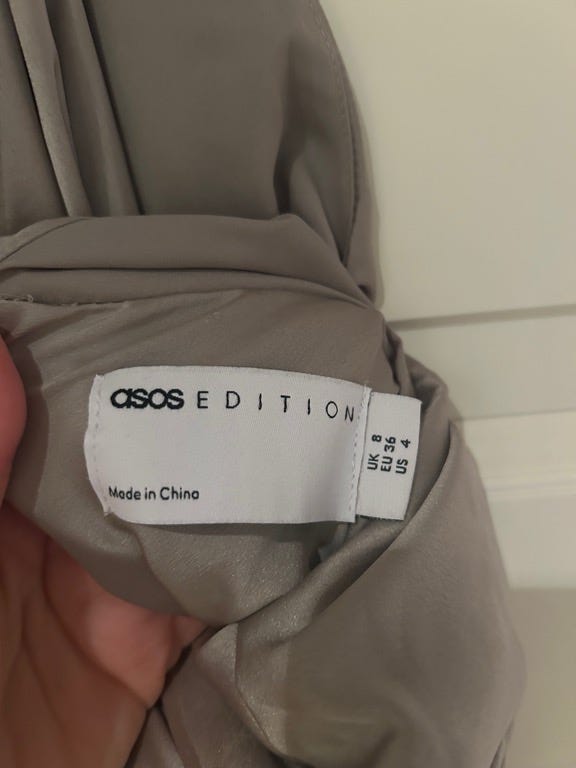 asos EDITION
Made in China
UK 8
EU 36
US 4